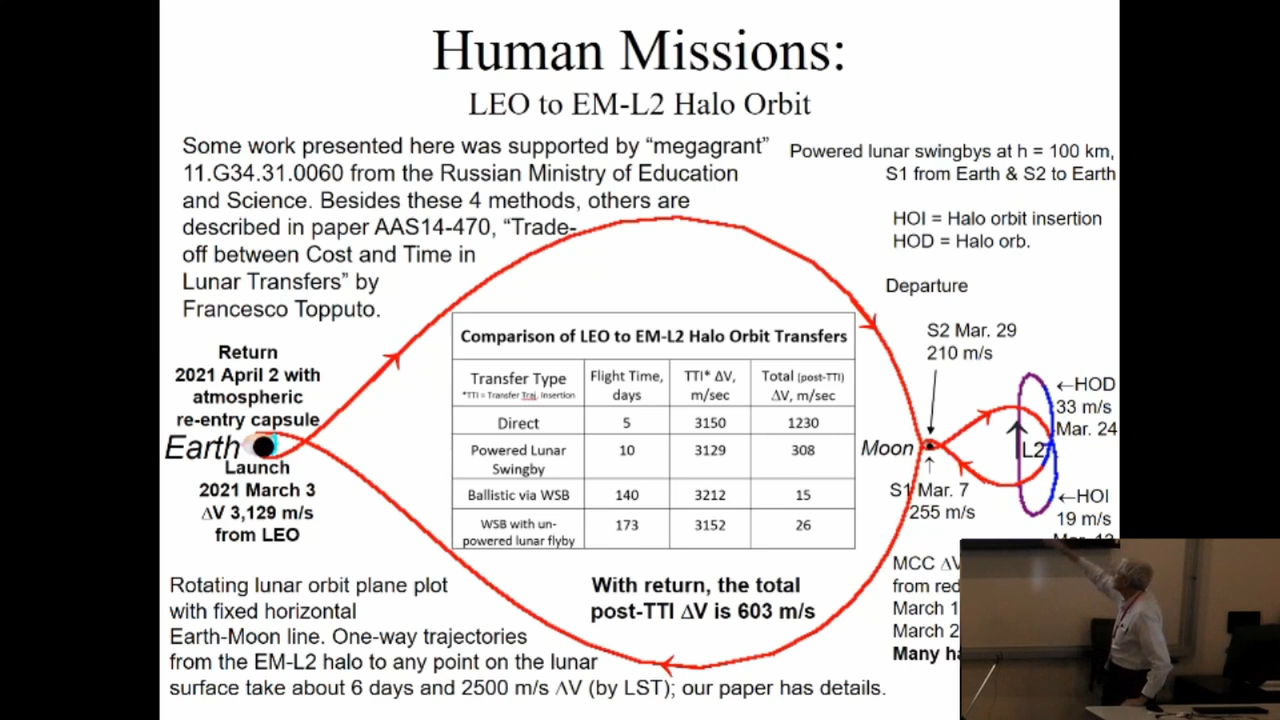 Human Missions:
LEO to EM-L2 Halo Orbit
Some work presented here was supported by “megagrant”
11.G34.31.0060 from the Russian Ministry of Education
and Science. Besides these 4 methods, others are
described in paper AAS14-470, “Trade-
off between Cost and Time in
Lunar Transfers” by
Francesco Topputo.
Powered lunar swingbys at h = 100 km,
S1 from Earth & S2 to Earth
HOI = Halo orbit insertion
HOD = Halo orb.
Departure
S2 Mar. 29
210 m/s
Return
2021 April 2 with
atmospheric
re-entry capsule
Earth
Launch
2021 March 3
ΔV 3,129 m/s
from LEO
Comparison of LEO to EM-L2 Halo Orbit Transfers
Transfer Type
*TTI = Transfer Traj. Insertion
Flight Time,
days
TTI* ΔV,
m/sec
Total (post-TTI)
ΔV, m/sec
Direct 5 3150 1230
Powered Lunar
Swingby 10 3129 308
Ballistic via WSB 140 3212 15
WSB with un-
powered lunar flyby 173 3152 26
Moon
L2
←HOD
33 m/s
Mar. 24
S1 Mar. 7
255 m/s
←HOI
19 m/s
With return, the total
post-TTI ΔV is 603 m/s
MCC ΔV
from
March
March
Many
Rotating lunar orbit plane plot
with fixed horizontal
Earth-Moon line. One-way trajectories
from the EM-L2 halo to any point on the lunar
surface take about 6 days and 2500 m/s ΔV (by LST); our paper has details.